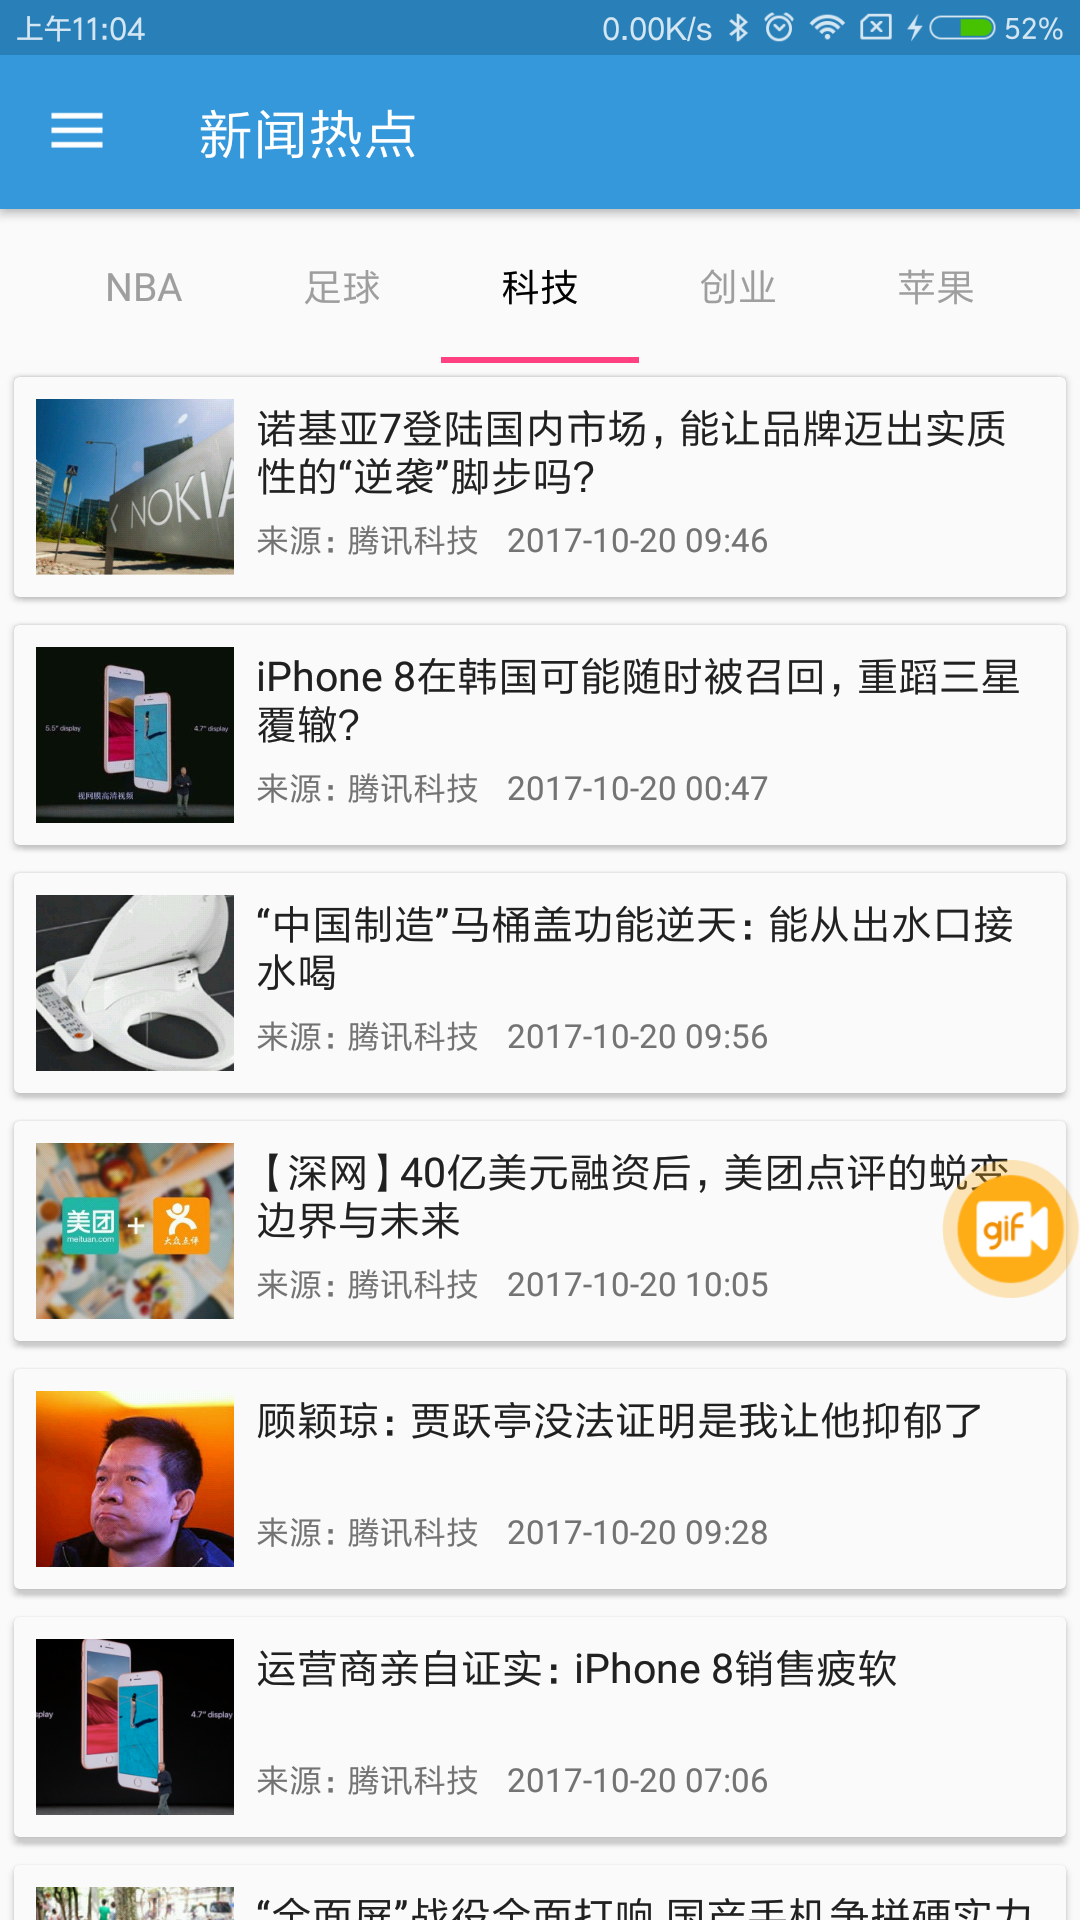 上午11:04
0.00K/s
52%
新闻热点
NBA
足球
科技
创业
苹果
诺基亚7登陆国内市场，能让品牌迈出实质
性的“逆袭”脚步吗？
来源：腾讯科技 2017-10-20 09:46
NOKIA
iPhone 8在韩国可能随时被召回，重蹈三星
覆辙？
来源：腾讯科技 2017-10-20 00:47
5.5" display
4.7" display
视网膜高清视频
“中国制造”马桶盖功能逆天：能从出水口接
水喝
来源：腾讯科技 2017-10-20 09:56
【深网】40亿美元融资后，美团点评的蜕变
边界与未来
来源：腾讯科技 2017-10-20 10:05
美团
meituan.com
+
大众点评
gif
顾颖琼：贾跃亭没法证明是我让他抑郁了
来源：腾讯科技 2017-10-20 09:28
运营商亲自证实：iPhone 8销售疲软
来源：腾讯科技 2017-10-20 07:06
splay
4.7" display
“全面屏”战役全面打响 国产手机争拼硬实力